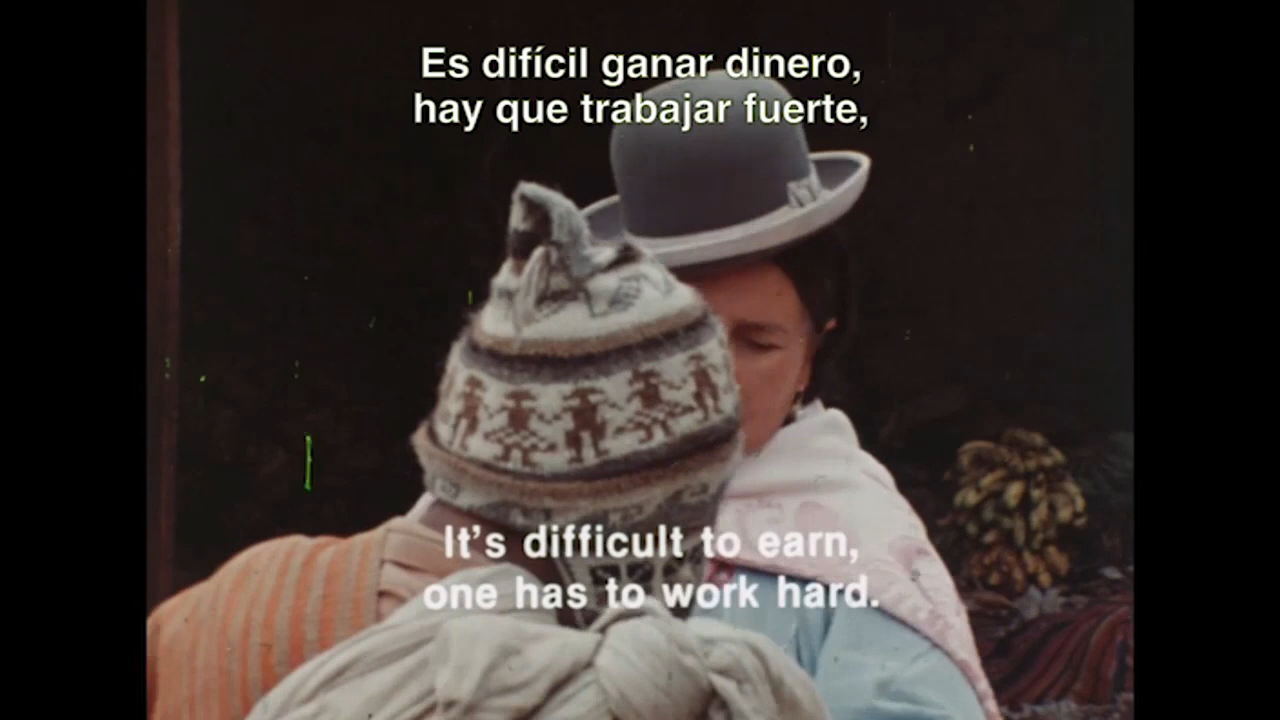 Es difícil ganar dinero,
hay que trabajar fuerte,
It's difficult to earn,
one has to work hard.